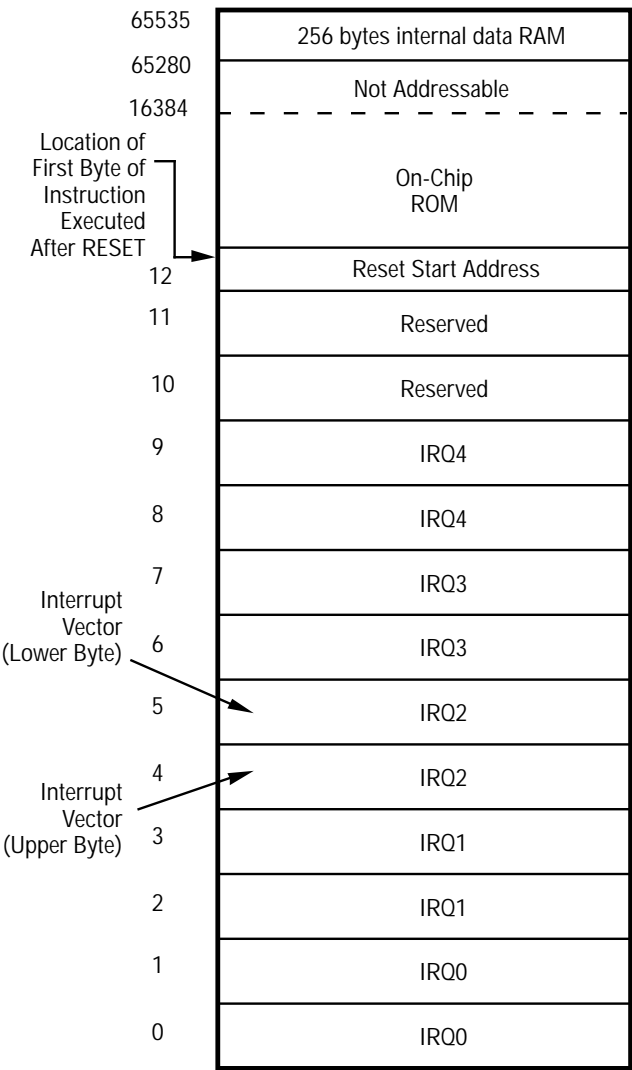 65535
256 bytes internal data RAM
65280
Not Addressable
16384
Location of
First Byte of
Instruction
Executed
After RESET
On-Chip
ROM
12
Reset Start Address
11
Reserved
10
Reserved
9
IRQ4
8
IRQ4
7
IRQ3
Interrupt
Vector
(Lower Byte)
6
IRQ3
5
IRQ2
4
IRQ2
Interrupt
Vector
(Upper Byte)
3
IRQ1
2
IRQ1
1
IRQ0
0
IRQ0